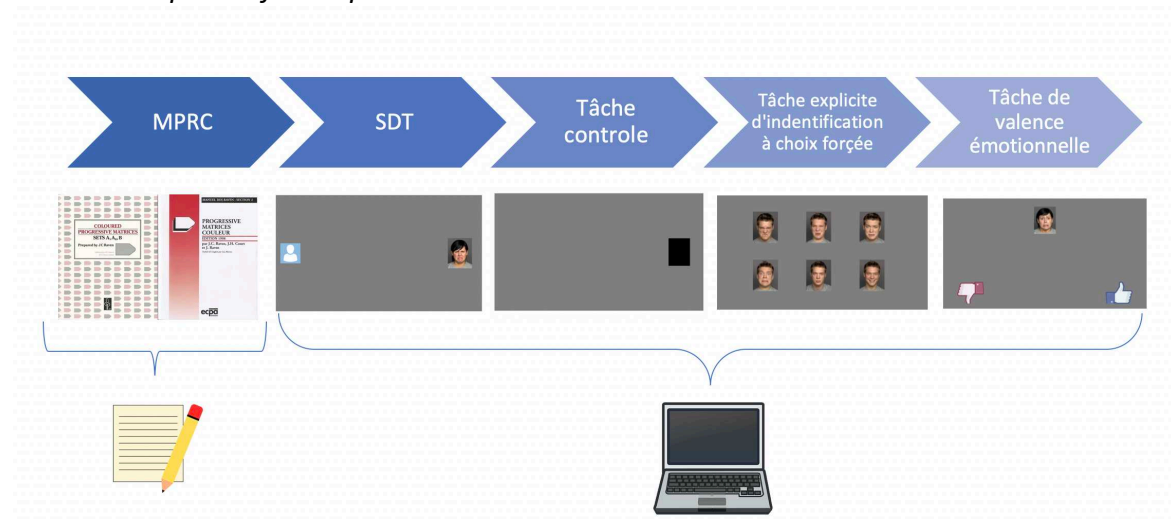 MPRC
SDT
Tâche
controle
Tâche explicite
d'indentification
à choix forçée
Tâche de
valence
émotionnelle
COLOURED
PROGRESSIVE MATRICES
SETS A, Aв, B
Prepared by J.C. Raven
PROGRESSIVE
MATRICES
COULEUR
ecpa